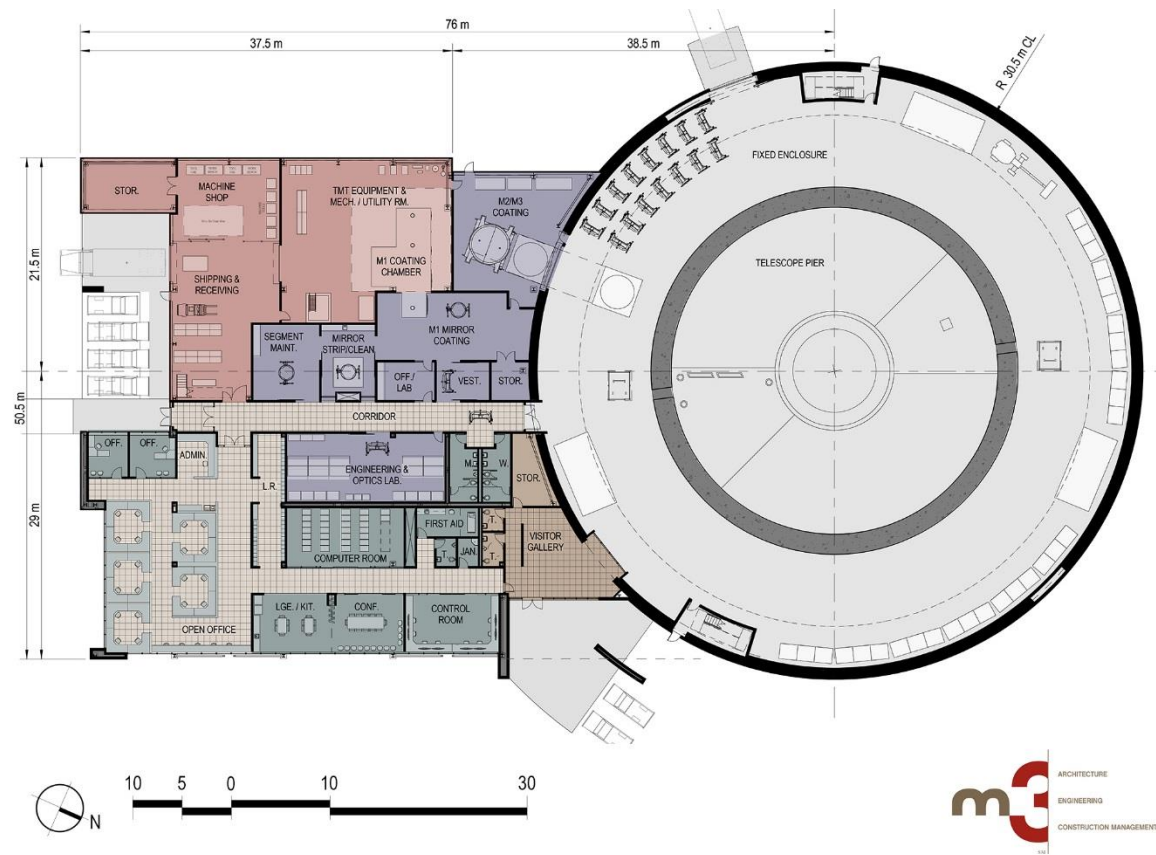 76 m
37.5 m
38.5 m
R 30.5 m CL
21.5 m
50.5 m
29 m
STOR.
MACHINE
SHOP
TMT EQUIPMENT &
MECH. / UTILITY RM.
M2/M3
COATING
FIXED ENCLOSURE
M1 COATING
CHAMBER
TELESCOPE PIER
SHIPPING &
RECEIVING
SEGMENT
MAINT.
MIRROR
STRIP/CLEAN.
M1 MIRROR
COATING
OFF./
LAB
VEST.
STOR.
CORRIDOR
OFF.
OFF.
ADMIN.
L.R.
ENGINEERING &
OPTICS LAB.
M.
W.
STOR.
FIRST AID
T.
VISITOR
GALLERY
COMPUTER ROOM
T.
JAN.
T.
LGE. / KIT.
CONF.
CONTROL
ROOM
OPEN OFFICE
N
10 5 0 10 30
m3
ARCHITECTURE
ENGINEERING
CONSTRUCTION MANAGEMENT